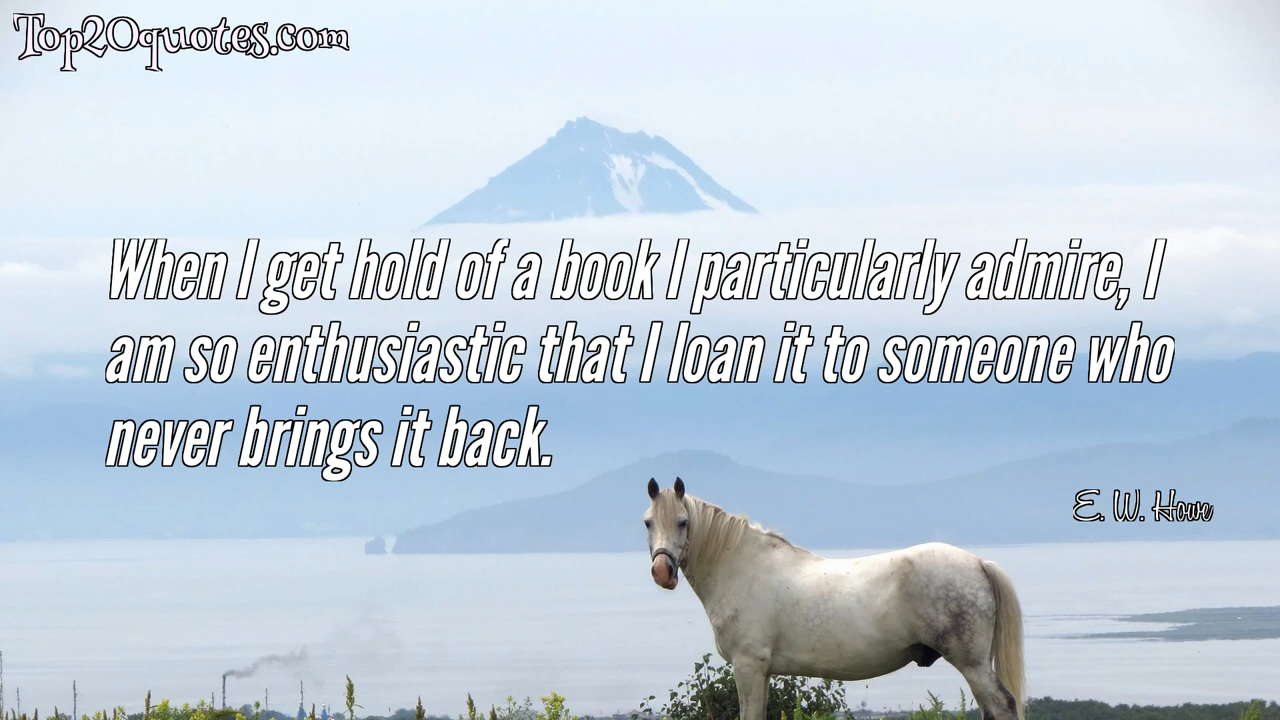 Top20quotes.com
When I get hold of a book I particularly admire, I
am so enthusiastic that I loan it to someone who
never brings it back.
E. W. Howe